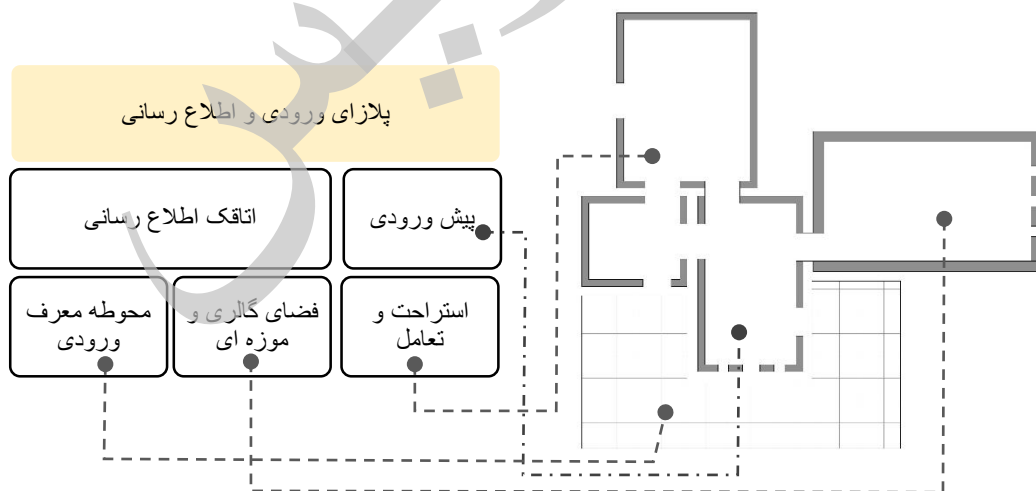 پلازای ورودی و اطلاع رسانی
پیش ورودی
اتاقک اطلاع رسانی
استراحت و
تعامل
فضای گالری و
موزه ای
محوطه معرف
ورودی